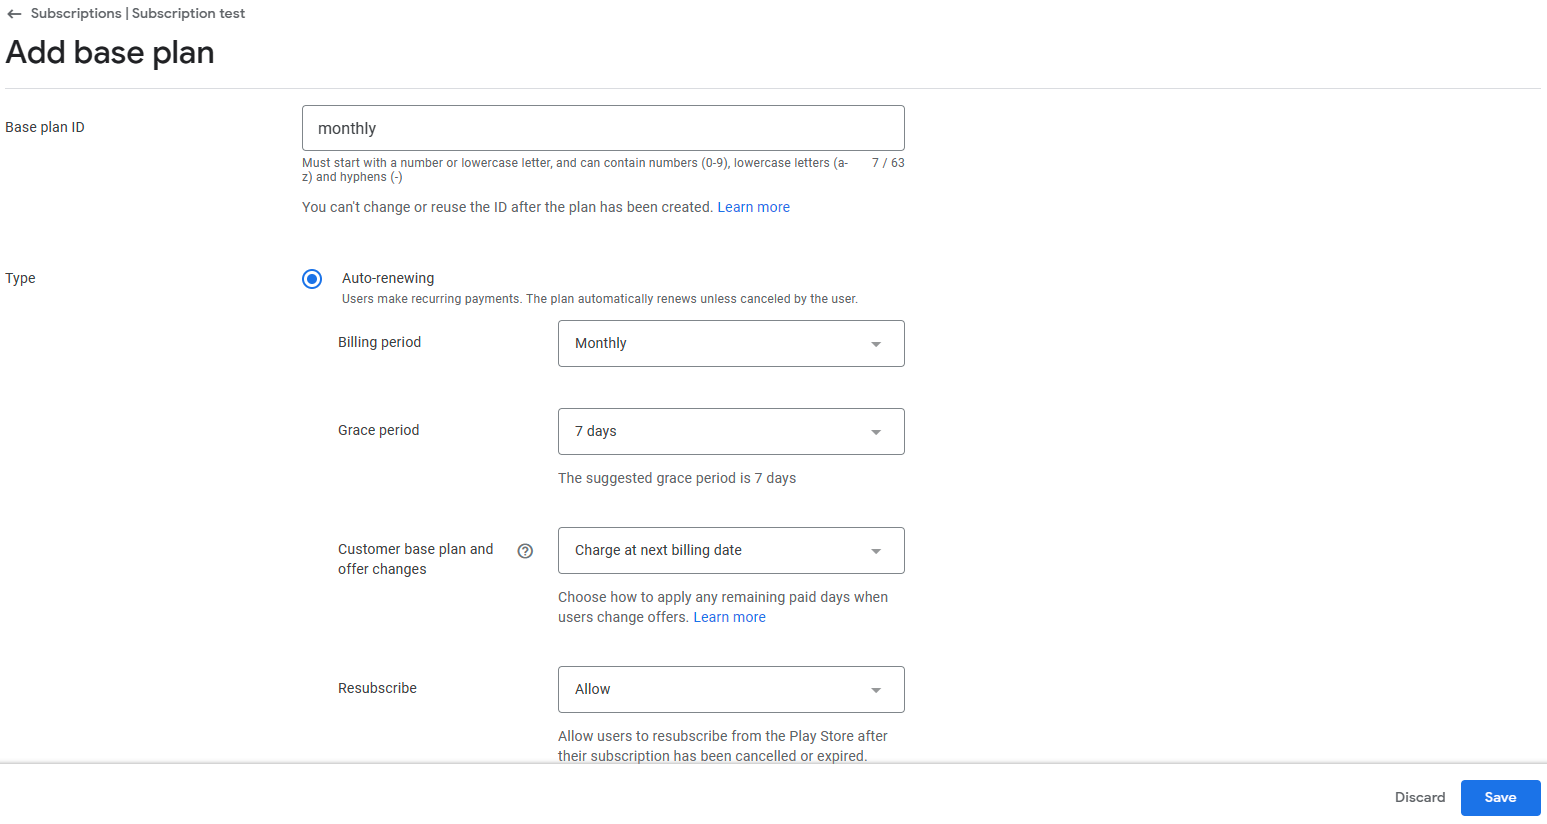 Subscriptions | Subscription test
Add base plan
Base plan ID
monthly
Must start with a number or lowercase letter, and can contain numbers (0-9), lowercase letters (a-
z) and hyphens (-)
7 / 63
You can't change or reuse the ID after the plan has been created. Learn more
Type
Auto-renewing
Users make recurring payments. The plan automatically renews unless canceled by the user.
Billing period
Monthly
Grace period
7 days
The suggested grace period is 7 days
Customer base plan and
offer changes
Charge at next billing date
Choose how to apply any remaining paid days when
users change offers. Learn more
Resubscribe
Allow
Allow users to resubscribe from the Play Store after
their subscription has been cancelled or expired.
Discard
Save